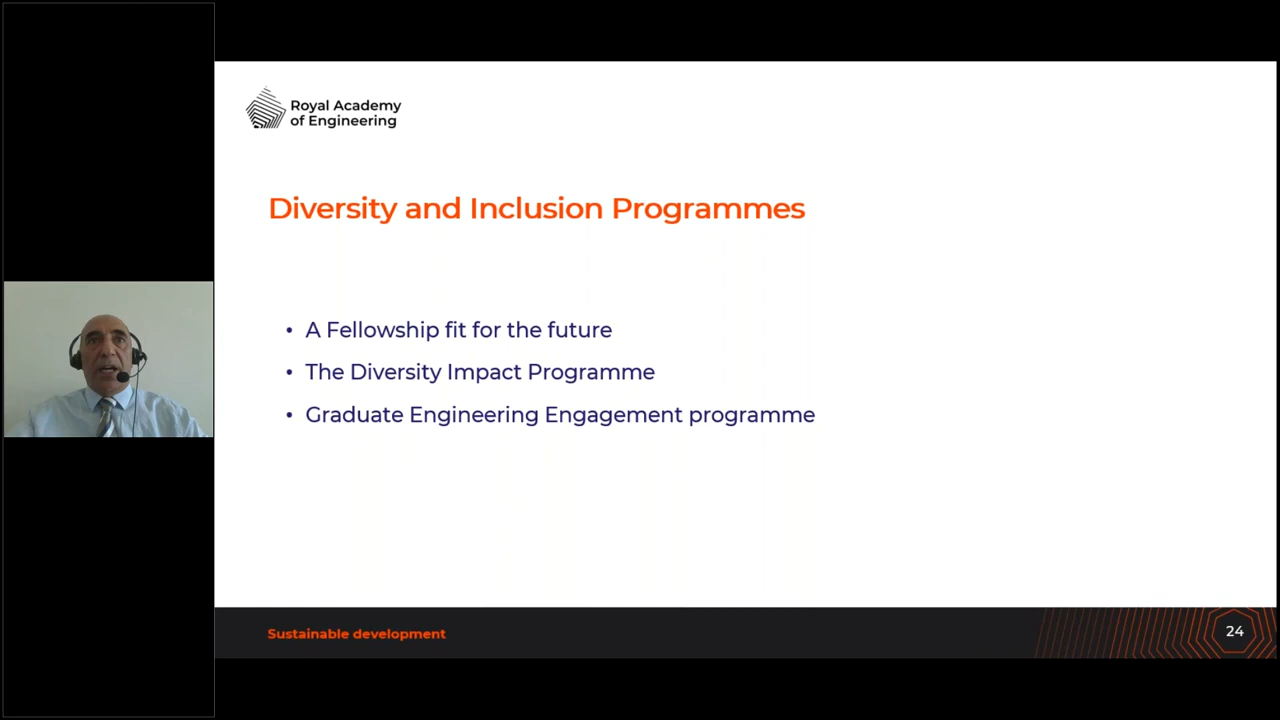 Royal Academy
of Engineering
Diversity and Inclusion Programmes
• A Fellowship fit for the future
• The Diversity Impact Programme
• Graduate Engineering Engagement programme
Sustainable development
24